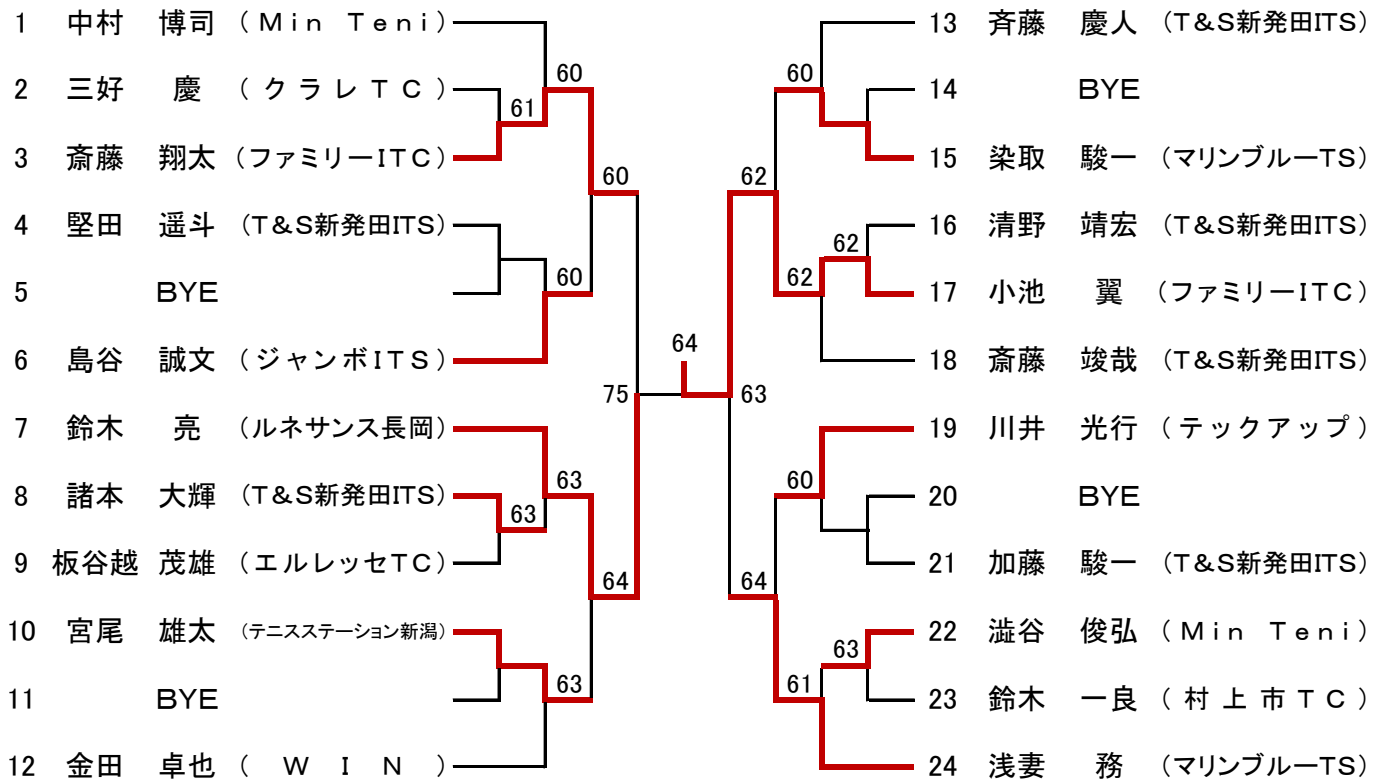 1 中村 博司 (Min Teni)
60
2 三好 慶 (クラレTC)
61
3 斎藤 翔太 (ファミリーITC)
60
4 堅田 遥斗 (T&S新発田ITS)
60
5 BYE
6 島谷 誠文 (ジャンボITS)
75
7 鈴木 亮 (ルネサンス長岡)
63
8 諸本 大輝 (T&S新発田ITS)
63
9 板谷越 茂雄 (エルレッセTC)
64
10 宮尾 雄太 (テニスステーション新潟)
63
11 BYE
12 金田 卓也 (WIN)
64
13 斉藤 慶人 (T&S新発田ITS)
60
14 BYE
15 染取 駿一 (マリンブルーTS)
62
16 清野 靖宏 (T&S新発田ITS)
62
17 小池 翼 (ファミリーITC)
62
18 斎藤 竣哉 (T&S新発田ITS)
63
19 川井 光行 (テックアップ)
60
20 BYE
21 加藤 駿一 (T&S新発田ITS)
64
22 澁谷 俊弘 (Min Teni)
63
23 鈴木 一良 (村上市TC)
61
24 浅妻 務 (マリンブルーTS)